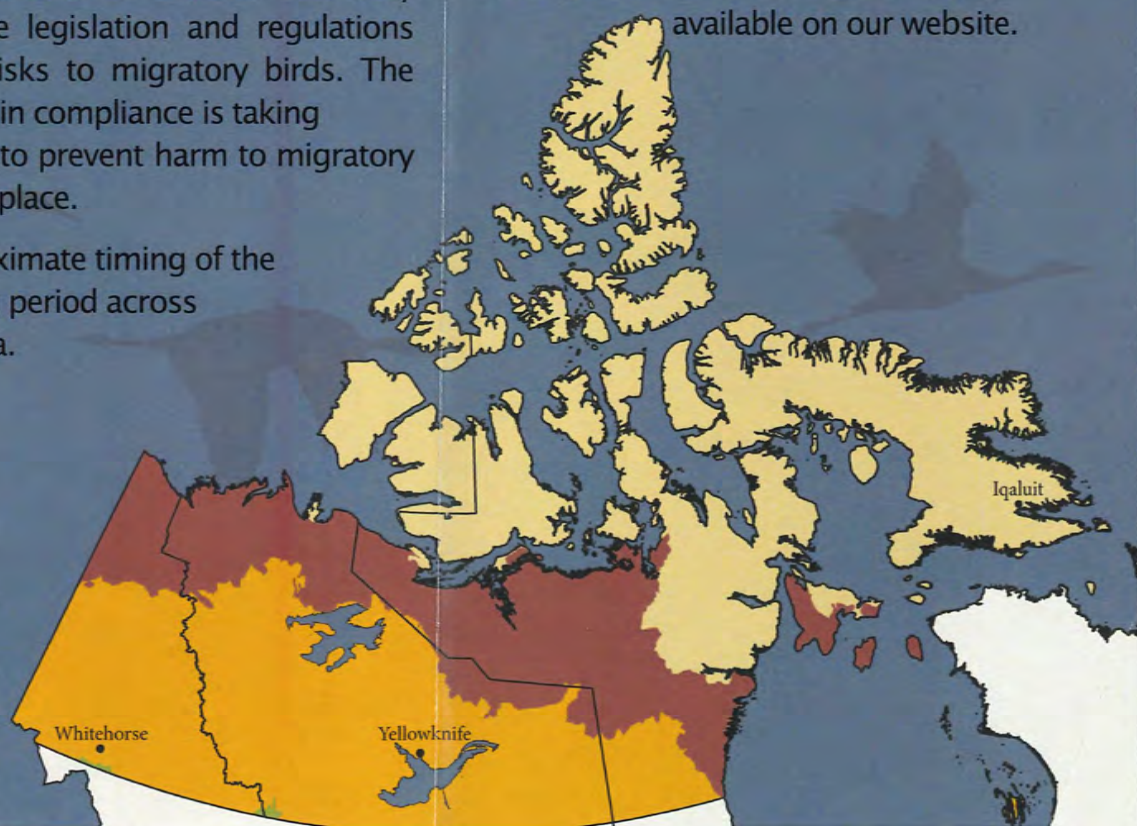 e legislation and regulations
isks to migratory birds. The
in compliance is taking
to prevent harm to migratory
place.
ximate timing of the
period across
a.
available on our website.
Iqaluit
Whitehorse
Yellowknife